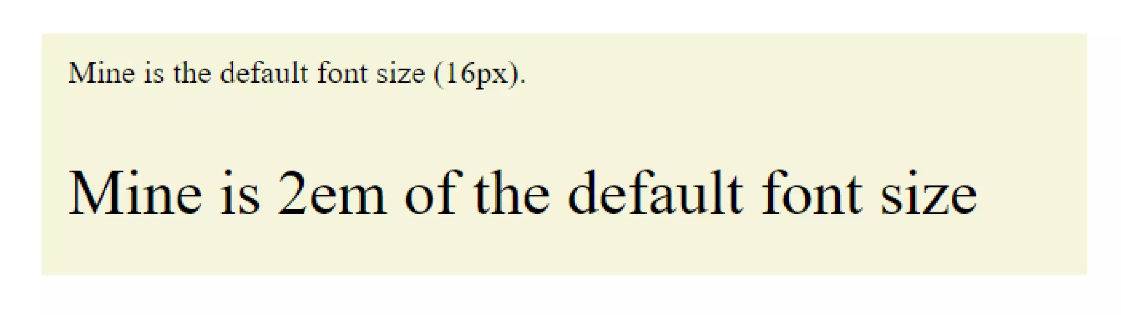 Mine is the default font size (16px).
Mine is 2em of the default font size